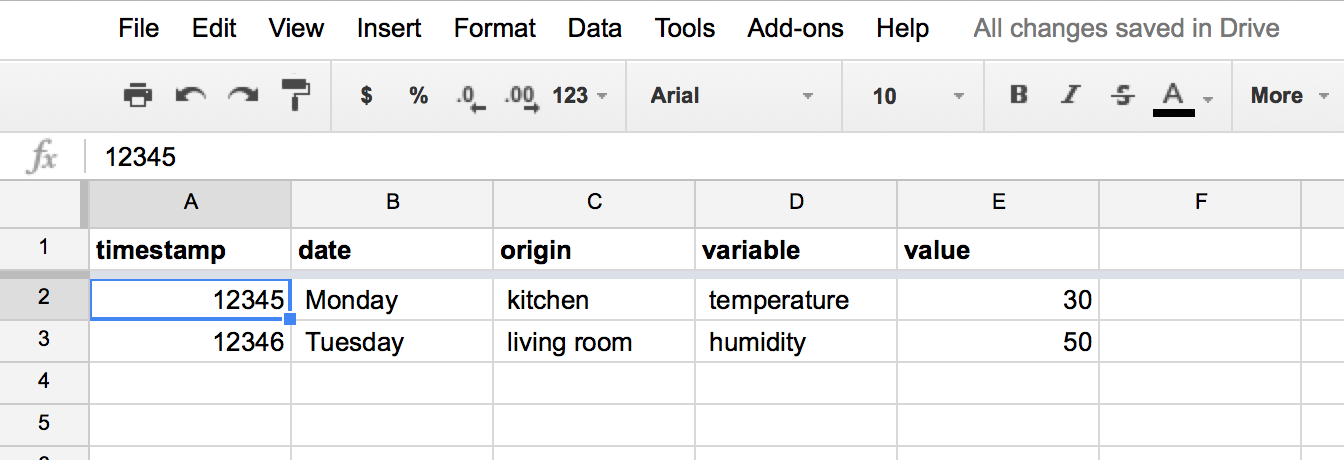 File Edit View Insert Format Data Tools Add-ons Help All changes saved in Drive
$ % .0 .00 123 Arial 10 B I S A More
fx 12345
A B C D E F
1 timestamp date origin variable value
2 12345 Monday kitchen temperature 30
3 12346 Tuesday living room humidity 50
4
5